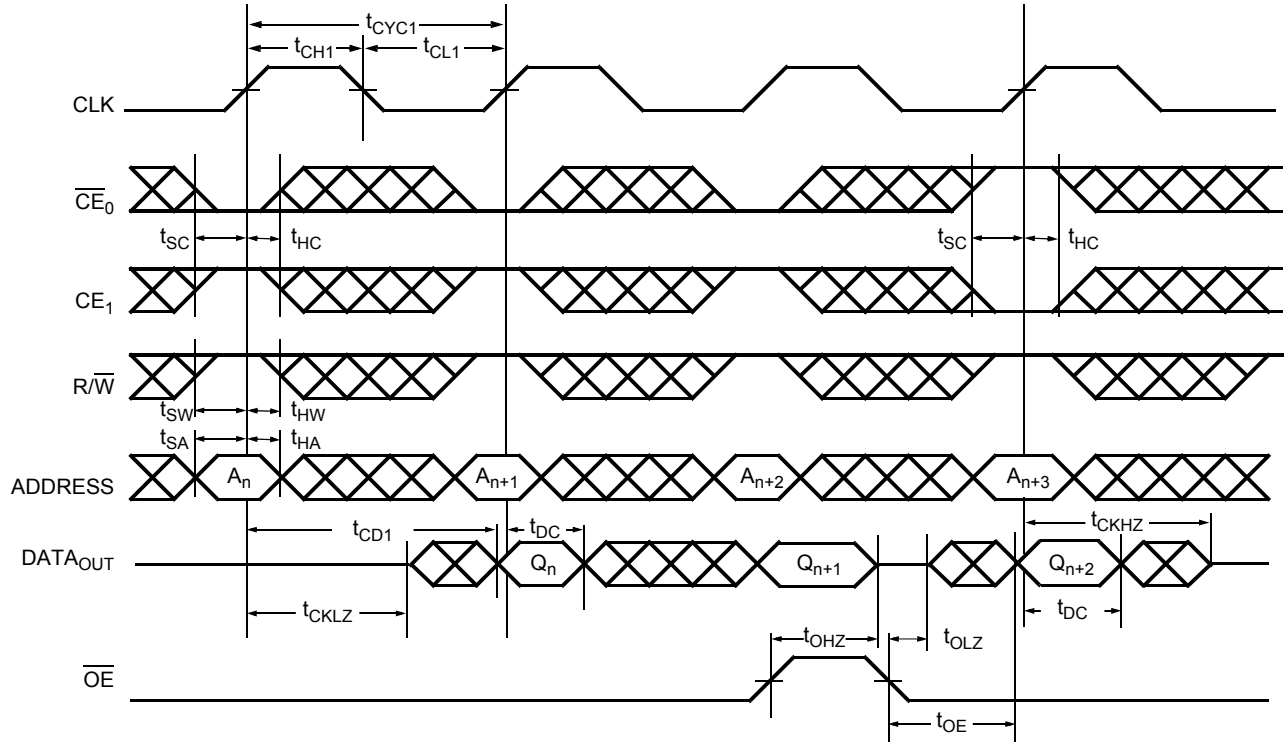 tCYC1
tCH1 tCL1
CLK
CE0
tSC tHC tSC tHC
CE1
R/W
tSW tHW
tSA tHA
ADDRESS An An+1 An+2 An+3
tCD1 tDC tCKHZ
DATAOUT Qn Qn+1 Qn+2
tCKLZ tDC
tOHZ tOLZ
OE
tOE